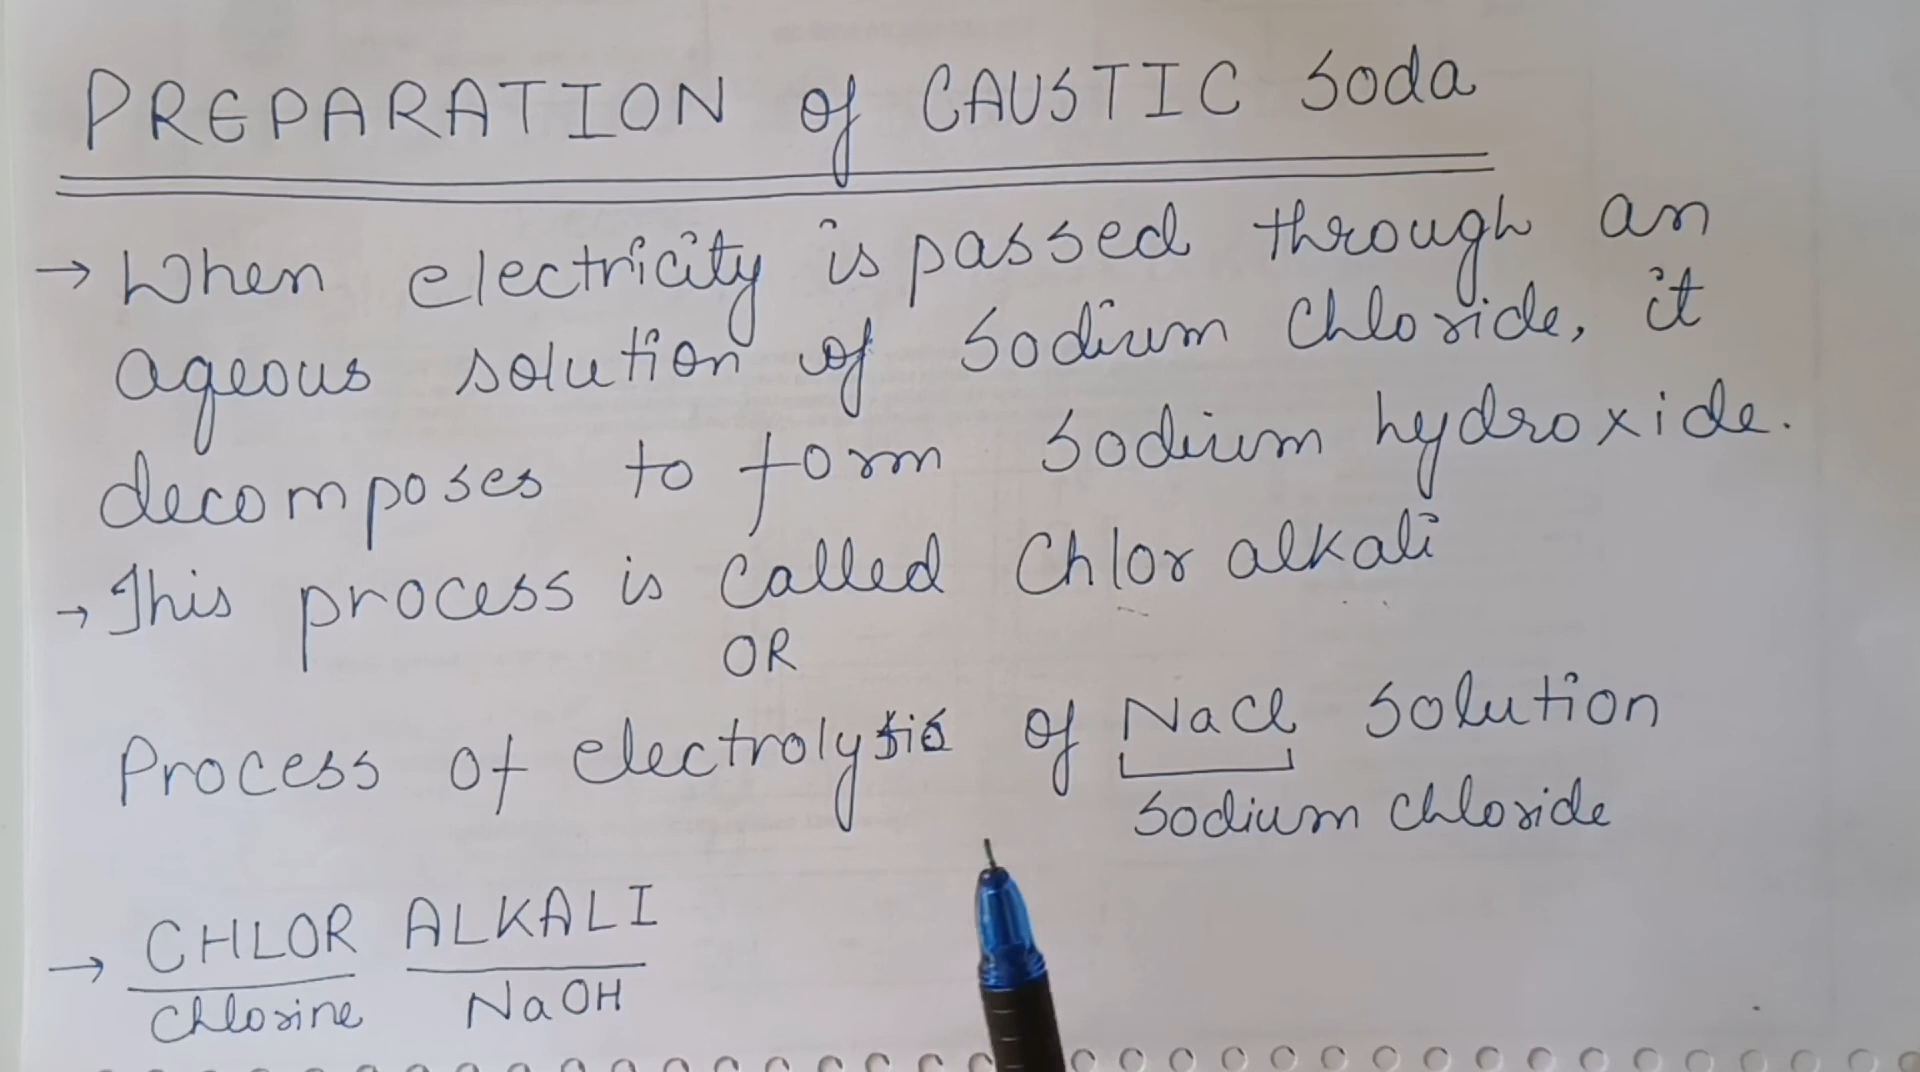 PREPARATION of CAUSTIC Soda
→ When electricity is passed through an
aqeous solution of Sodium Chloride, it
decomposes to form Sodium hydroxide.
→ This process is Called Chlor alkali
OR
Process of electrolysis of NaCl Solution
Sodium Chloride
→ CHLOR ALKALI
Chlorine NaOH